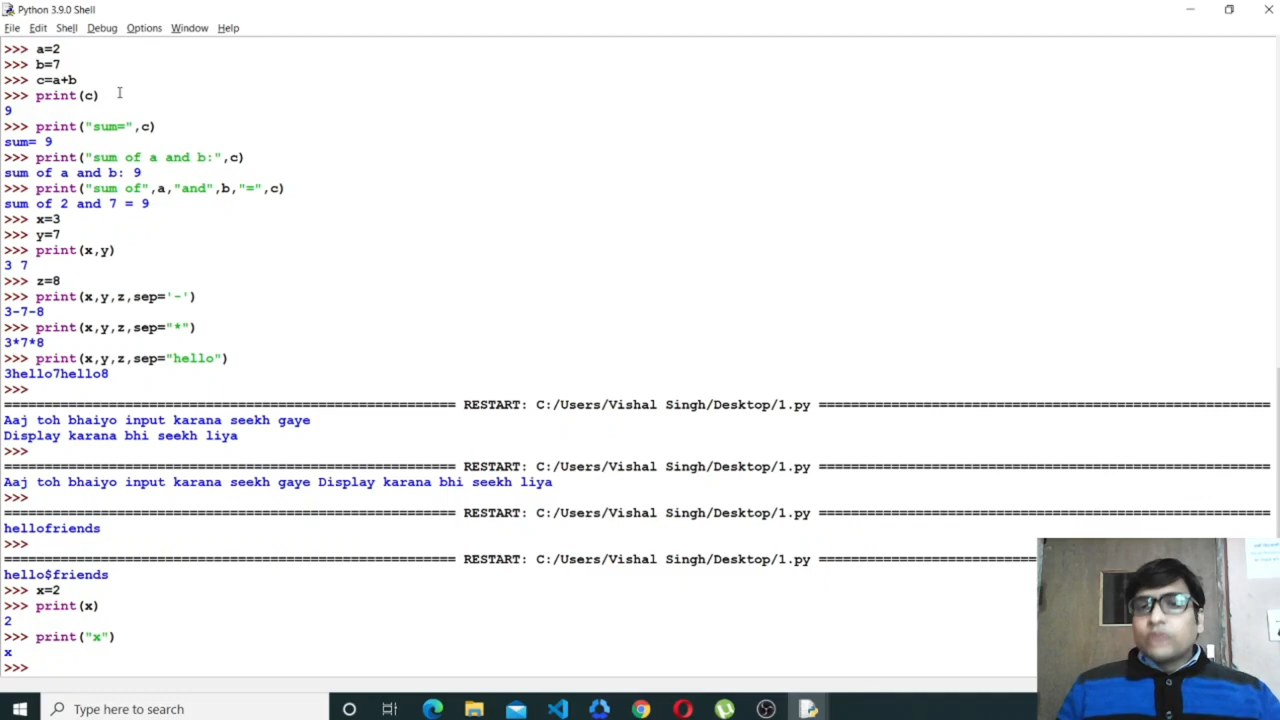 Python 3.9.0 Shell
File Edit Shell Debug Options Window Help
>>> a=2
>>> b=7
>>> c=a+b
>>> print(c)
9
>>> print("sum=",c)
sum= 9
>>> print("sum of a and b:",c)
sum of a and b: 9
>>> print("sum of",a,"and",b,"=",c)
sum of 2 and 7 = 9
>>> x=3
>>> y=7
>>> print(x,y)
3 7
>>> z=8
>>> print(x,y,z,sep='-')
3-7-8
>>> print(x,y,z,sep="*")
3*7*8
>>> print(x,y,z,sep="hello")
3hello7hello8
>>>
======================================================== RESTART: C:/Users/Vishal Singh/Desktop/1.py ========================================================
Aaj toh bhaiyo input karana seekh gaye
Display karana bhi seekh liya
>>>
======================================================== RESTART: C:/Users/Vishal Singh/Desktop/1.py ========================================================
Aaj toh bhaiyo input karana seekh gaye Display karana bhi seekh liya
>>>
======================================================== RESTART: C:/Users/Vishal Singh/Desktop/1.py ========================================================
hellofriends
>>>
======================================================== RESTART: C:/Users/Vishal Singh/Desktop/1.py ===========================
hello$friends
>>> x=2
>>> print(x)
2
>>> print("x")
x
>>>
Type here to search